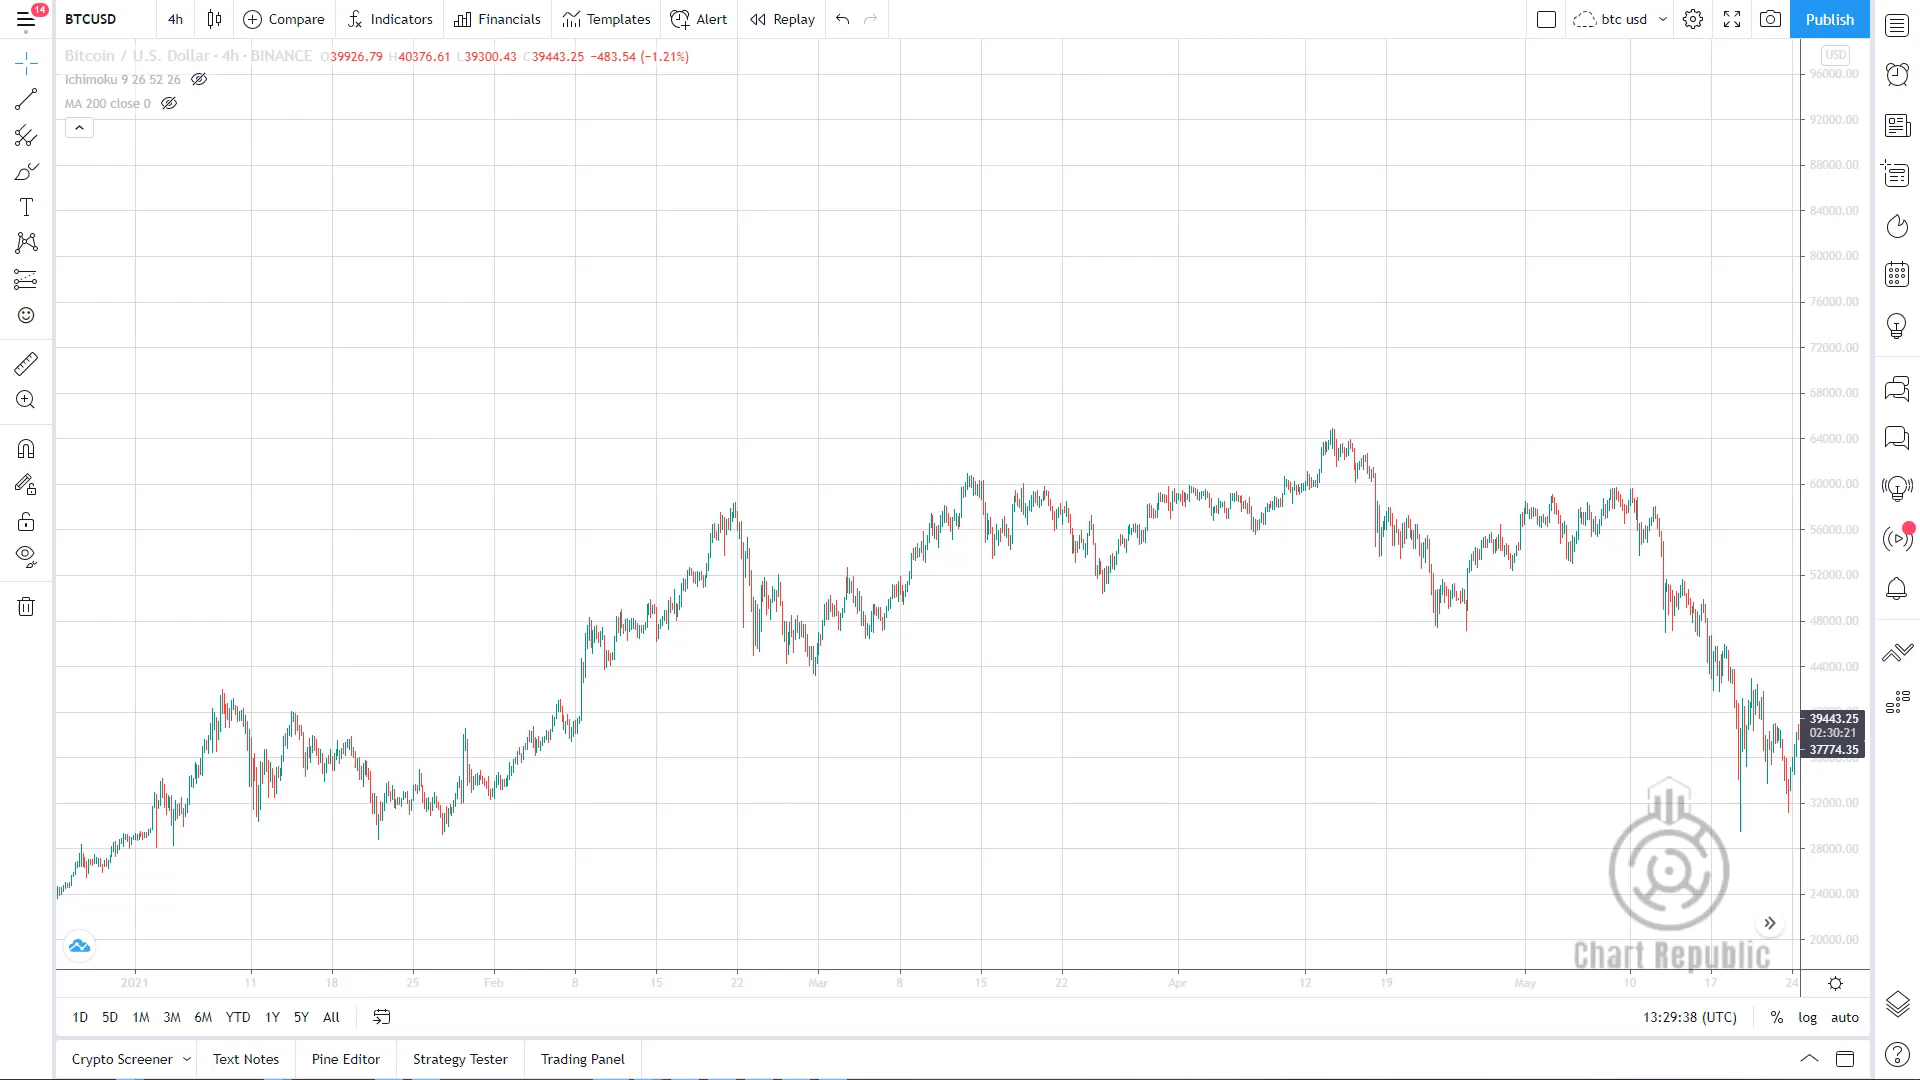 14
BTCUSD 4h Compare Indicators Financials Templates Alert Replay btc usd Publish
Bitcoin / U.S. Dollar · 4h · BINANCE O39926.79 H40376.61 L39300.43 C39443.25 −483.54 (−1.21%)
USD
Ichimoku 9 26 52 26
MA 200 close 0
96000.00
92000.00
88000.00
84000.00
80000.00
76000.00
72000.00
68000.00
64000.00
60000.00
56000.00
52000.00
48000.00
44000.00
39443.25
02:30:21
37774.35
32000.00
28000.00
24000.00
20000.00
Chart Republic
2021 11 18 25 Feb 8 15 22 Mar 8 15 22 Apr 12 19 May 10 17 24
1D 5D 1M 3M 6M YTD 1Y 5Y All 13:29:38 (UTC) % log auto
Crypto Screener Text Notes Pine Editor Strategy Tester Trading Panel